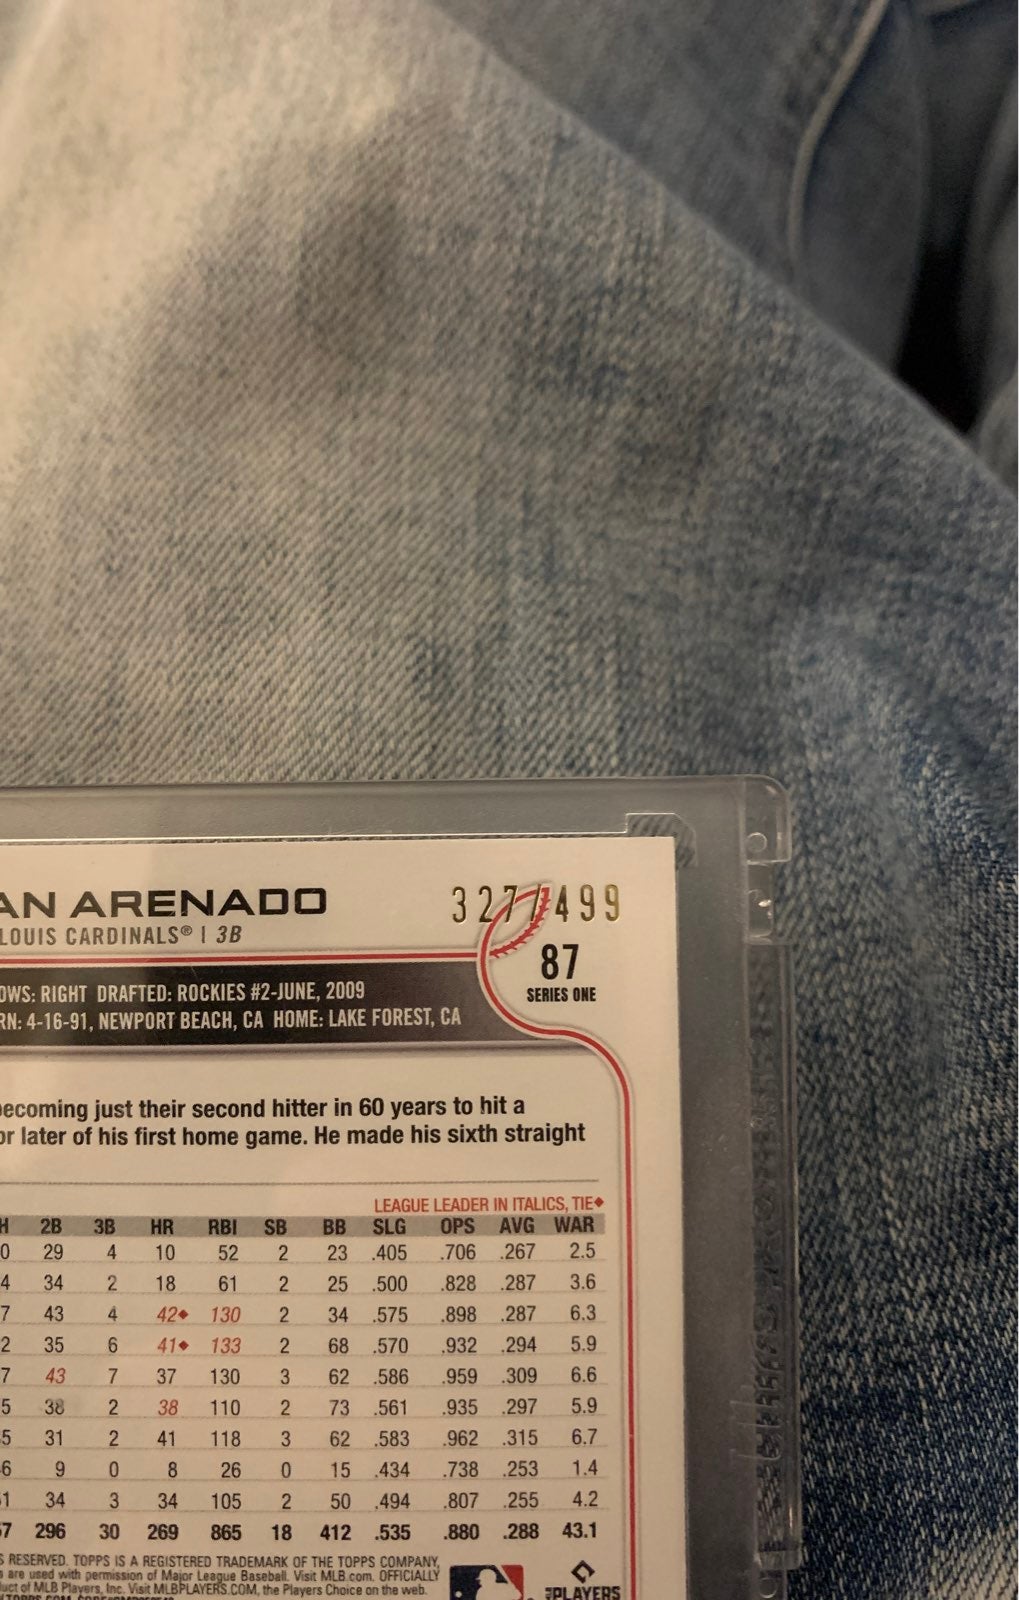 AN ARENADO 327/499
LOUIS CARDINALS® | 3B
87
SERIES ONE
OWS: RIGHT DRAFTED: ROCKIES #2-JUNE, 2009
RN: 4-16-91, NEWPORT BEACH, CA HOME: LAKE FOREST, CA
becoming just their second hitter in 60 years to hit a
or later of his first home game. He made his sixth straight
LEAGUE LEADER IN ITALICS, TIE◆
H 2B 3B HR RBI SB BB SLG OPS AVG WAR
0 29 4 10 52 2 23 .405 .706 .267 2.5
4 34 2 18 61 2 25 .500 .828 .287 3.6
7 43 4 42◆ 130 2 34 .575 .898 .287 6.3
2 35 6 41◆ 133 2 68 .570 .932 .294 5.9
7 43 7 37 130 3 62 .586 .959 .309 6.6
5 38 2 38 110 2 73 .561 .935 .297 5.9
5 31 2 41 118 3 62 .583 .962 .315 6.7
6 9 0 8 26 0 15 .434 .738 .253 1.4
1 34 3 34 105 2 50 .494 .807 .255 4.2
7 296 30 269 865 18 412 .535 .880 .288 43.1
S RESERVED. TOPPS IS A REGISTERED TRADEMARK OF THE TOPPS COMPANY,
s are used with permission of Major League Baseball. Visit MLB.com. OFFICIALLY
uct of MLB Players, Inc. Visit MLBPLAYERS.COM, the Players Choice on the web.
PLAYERS